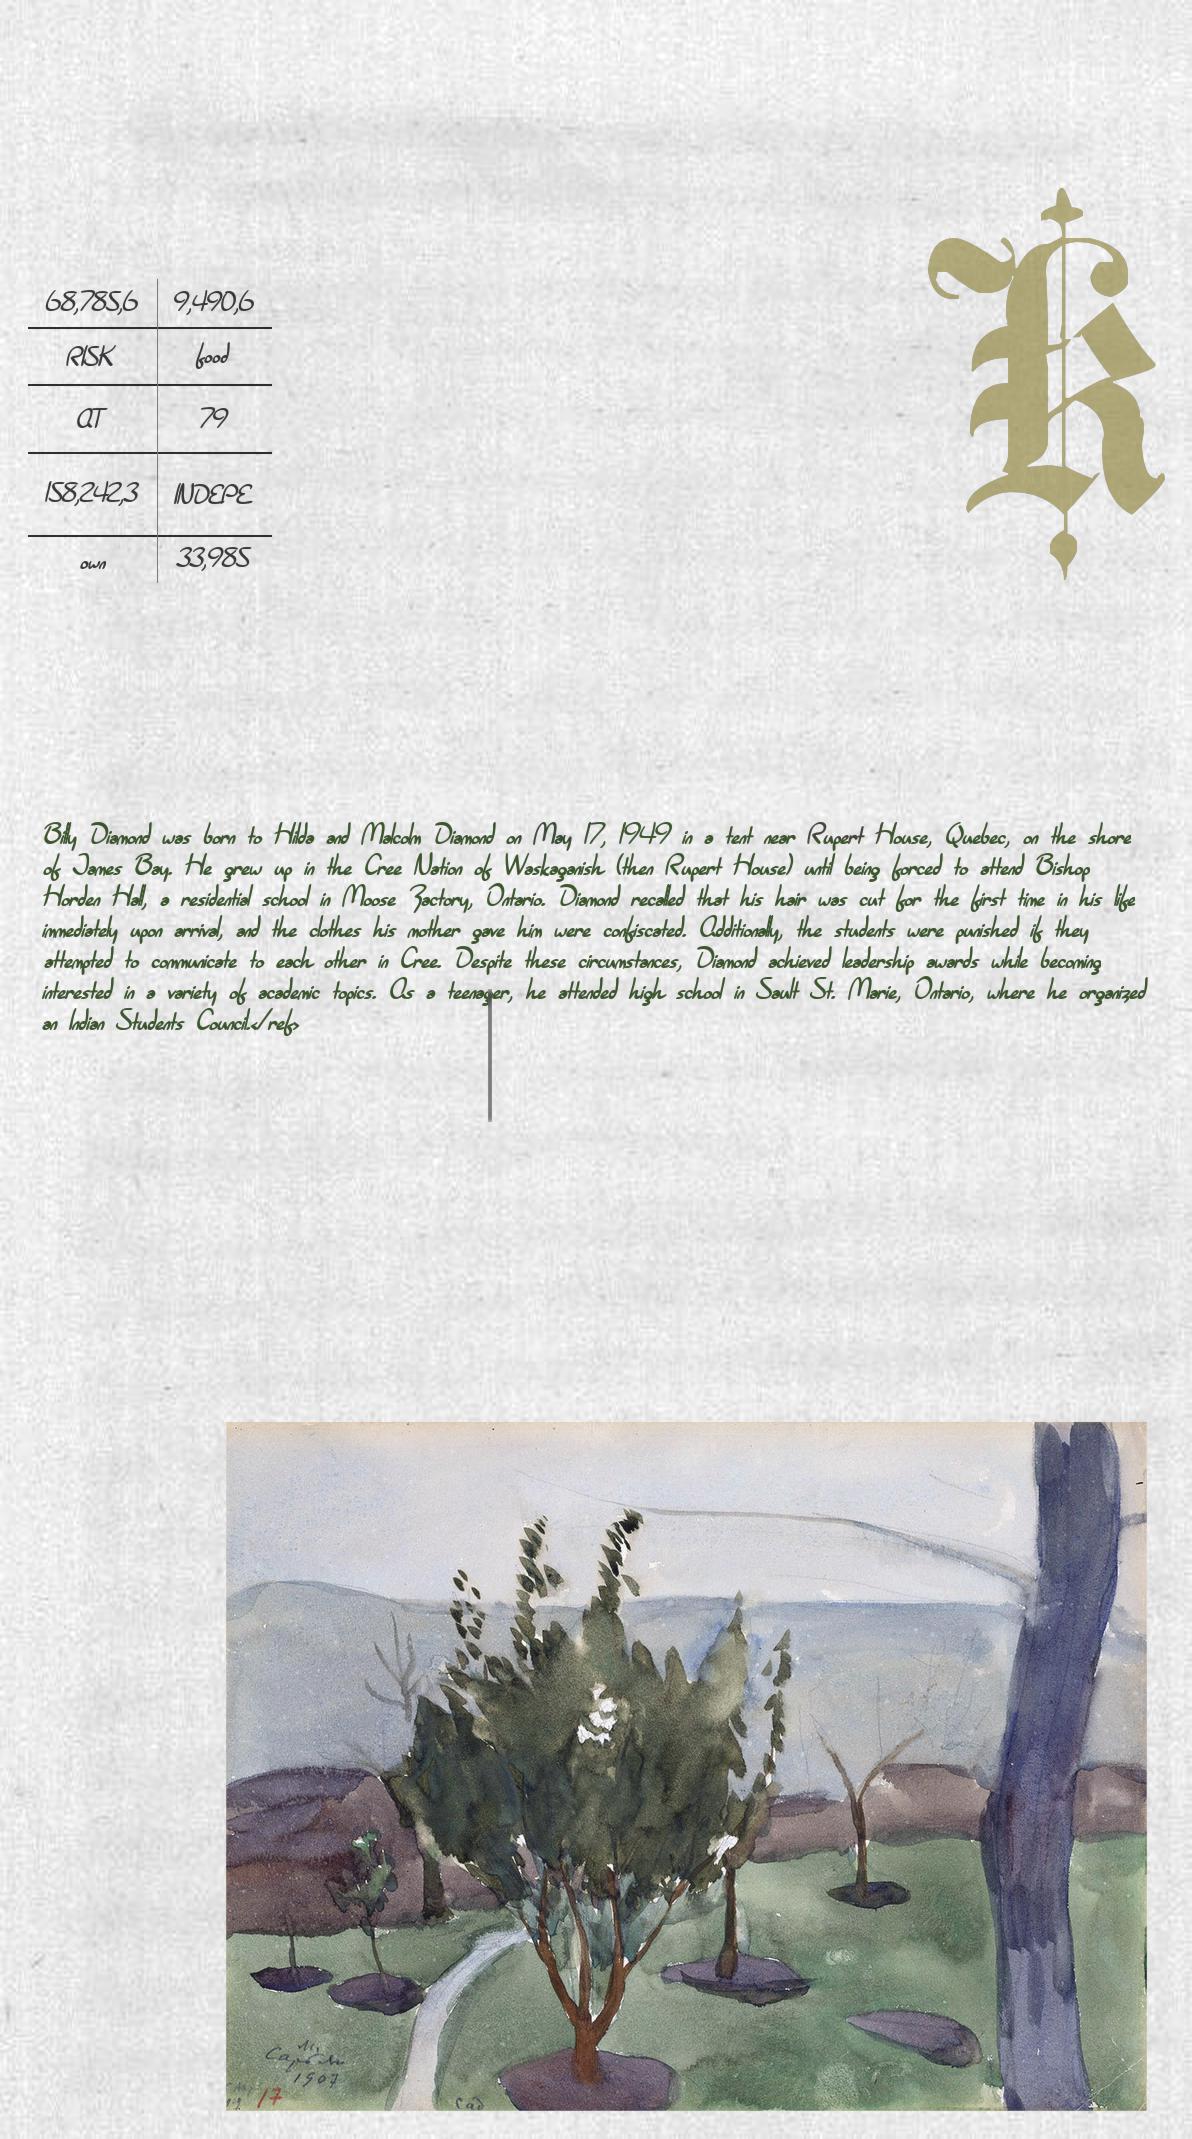 R
68,785,6 9,490,6
RISK food
AT 79
158,242,3 INDEPE
own 33,985
Billy Diamond was born to Hilda and Malcolm Diamond on May 17, 1949 in a tent near Rupert House, Quebec, on the shore
of James Bay. He grew up in the Cree Nation of Waskaganish (then Rupert House) until being forced to attend Bishop
Horden Hall, a residential school in Moose Factory, Ontario. Diamond recalled that his hair was cut for the first time in his life
immediately upon arrival, and the clothes his mother gave him were confiscated. Additionally, the students were punished if they
attempted to communicate to each other in Cree. Despite these circumstances, Diamond achieved leadership awards while becoming
interested in a variety of academic topics. As a teenager, he attended high school in Sault St. Marie, Ontario, where he organized
an Indian Students Council.</ref>
1907
17